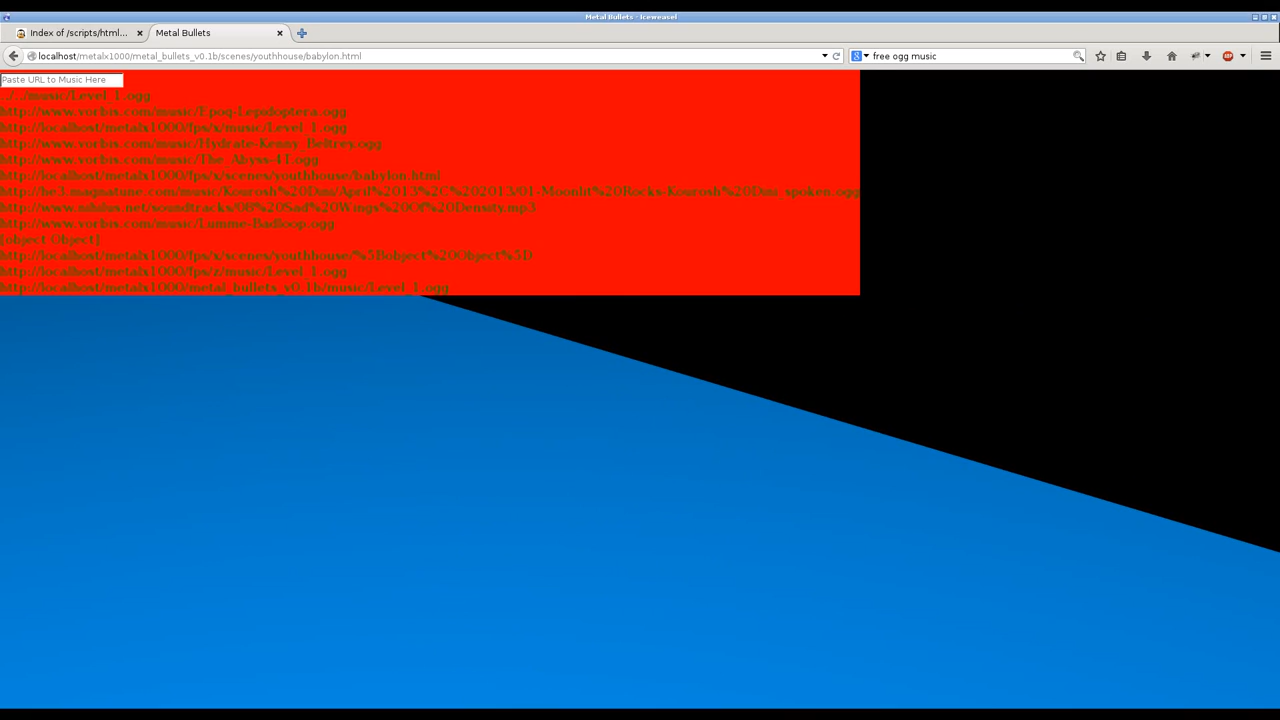 Metal Bullets - Iceweasel
Index of /scripts/html...
Metal Bullets
localhost/metalx1000/metal_bullets_v0.1b/scenes/youthhouse/babylon.html
free ogg music
Paste URL to Music Here
../../music/Level_1.ogg
http://www.vorbis.com/music/Epoq-Lepidoptera.ogg
http://localhost/metalx1000/fps/x/music/Level_1.ogg
http://www.vorbis.com/music/Hydrate-Kenny_Beltrey.ogg
http://www.vorbis.com/music/The_Abyss-4T.ogg
http://localhost/metalx1000/fps/x/scenes/youthhouse/babylon.html
http://he3.magnatune.com/music/Kourosh%20Dini/April%2013%2C%202013/01-Moonlit%20Rocks-Kourosh%20Dini_spoken.ogg
http://www.nihilus.net/soundtracks/08%20Sad%20Wings%20Of%20Density.mp3
http://www.vorbis.com/music/Lumme-Badloop.ogg
[object Object]
http://localhost/metalx1000/fps/x/scenes/youthhouse/%5Bobject%20Object%5D
http://localhost/metalx1000/fps/z/music/Level_1.ogg
http://localhost/metalx1000/metal_bullets_v0.1b/music/Level_1.ogg